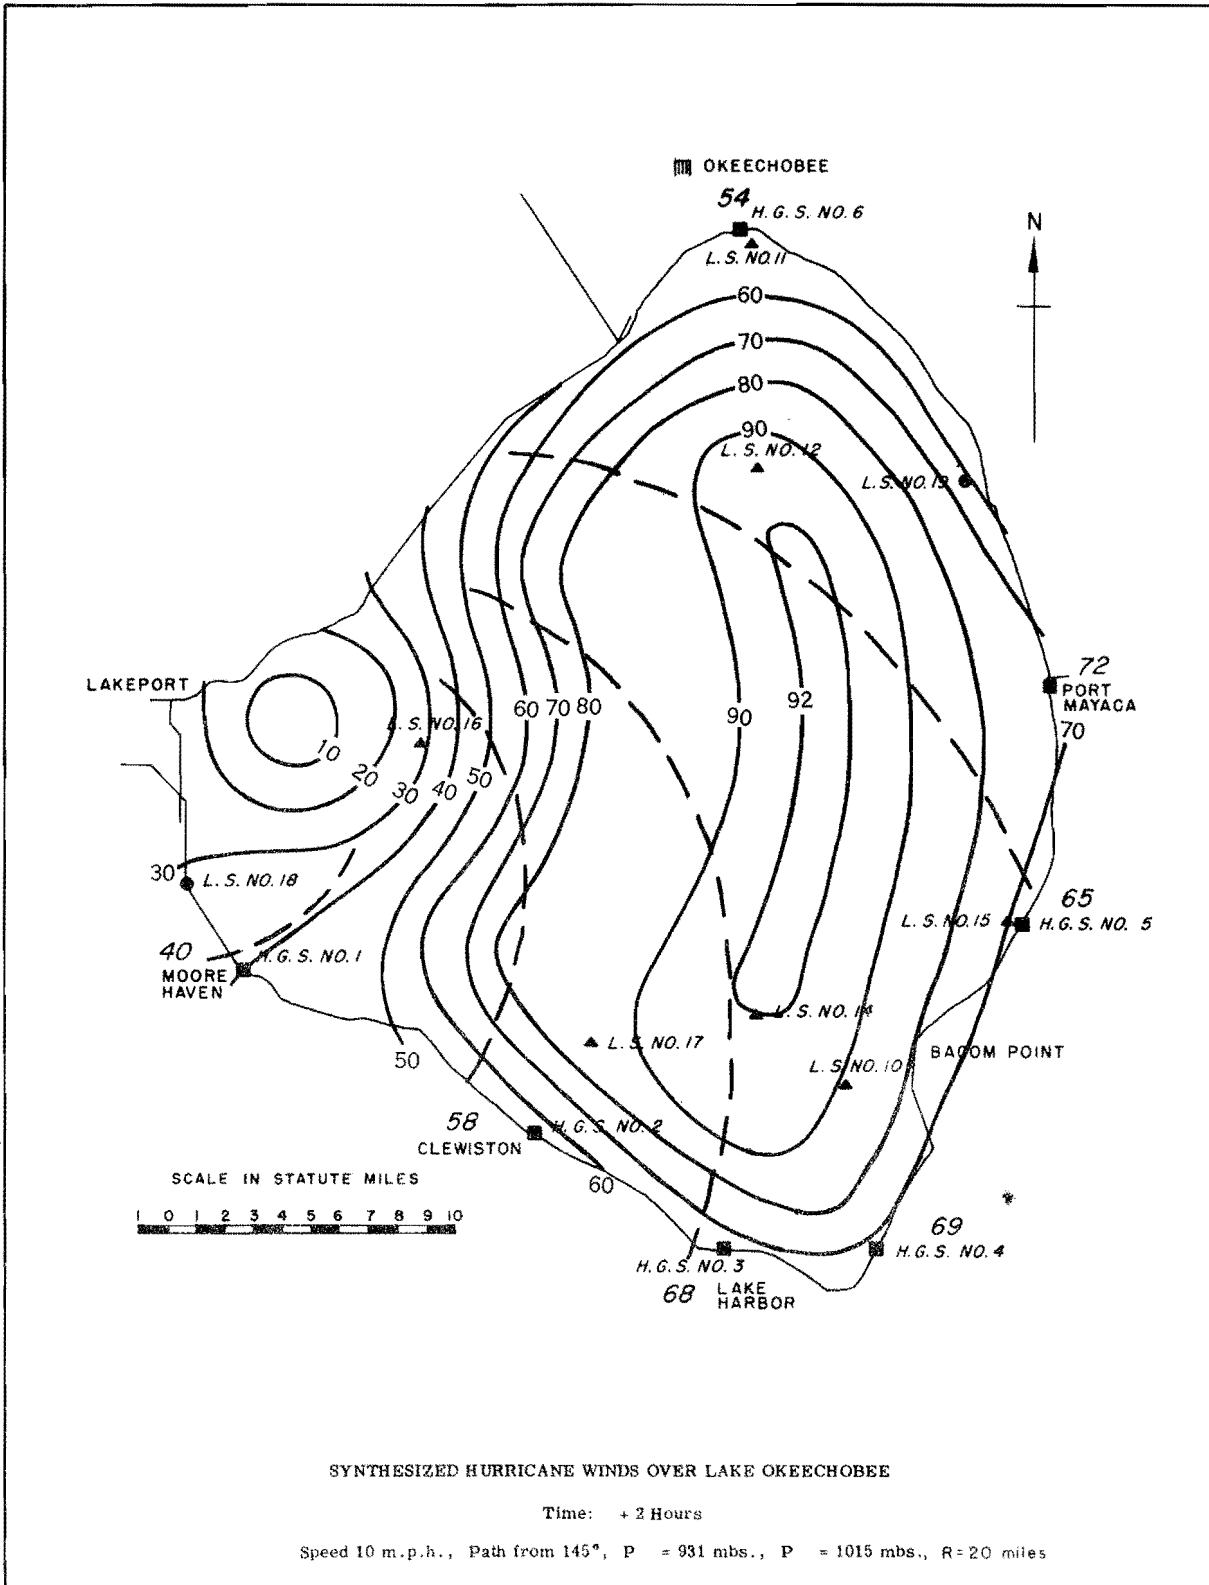 OKEECHOBEE
54
H.G.S. NO. 6
L.S. NO. 11
N
60
70
80
90
L.S. NO. 12
L.S. NO. 13
72
PORT
MAYACA
70
LAKEPORT
L.S. NO. 16
10
20
30
40
50
60
70
80
90
92
30
L.S. NO. 18
65
L.S. NO. 15
H.G.S. NO. 5
40
H.G.S. NO. 1
MOORE
HAVEN
50
L.S. NO. 17
L.S. NO. 14
BACOM POINT
L.S. NO. 10
58
H.G.S. NO. 2
CLEWISTON
60
SCALE IN STATUTE MILES
1 0 1 2 3 4 5 6 7 8 9 10
69
H.G.S. NO. 4
H.G.S. NO. 3
68
LAKE
HARBOR
SYNTHESIZED HURRICANE WINDS OVER LAKE OKEECHOBEE
Time: + 2 Hours
Speed 10 m.p.h., Path from 145°, P = 931 mbs., P = 1015 mbs., R=20 miles